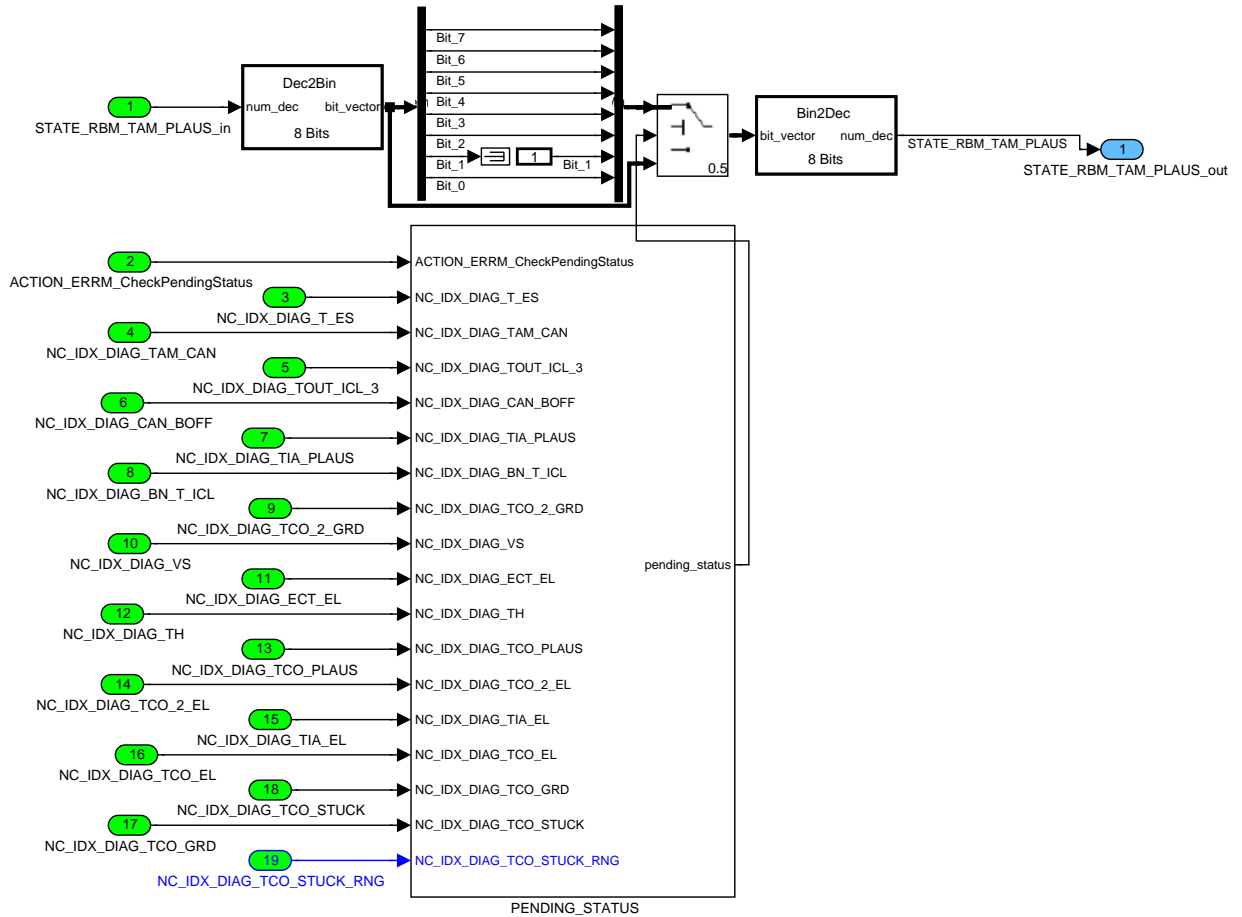 Bit_7
Bit_6
Bit_5
Bit_4
Bit_3
Bit_2
Bit_1
Bit_0
1
Bit_1
1
STATE_RBM_TAM_PLAUS_in
Dec2Bin
num_dec bit_vector
8 Bits
0.5
Bin2Dec
bit_vector num_dec
8 Bits
STATE_RBM_TAM_PLAUS
1
STATE_RBM_TAM_PLAUS_out
2
ACTION_ERRM_CheckPendingStatus
ACTION_ERRM_CheckPendingStatus
3
NC_IDX_DIAG_T_ES
NC_IDX_DIAG_T_ES
4
NC_IDX_DIAG_TAM_CAN
NC_IDX_DIAG_TAM_CAN
5
NC_IDX_DIAG_TOUT_ICL_3
NC_IDX_DIAG_TOUT_ICL_3
6
NC_IDX_DIAG_CAN_BOFF
NC_IDX_DIAG_CAN_BOFF
7
NC_IDX_DIAG_TIA_PLAUS
NC_IDX_DIAG_TIA_PLAUS
8
NC_IDX_DIAG_BN_T_ICL
NC_IDX_DIAG_BN_T_ICL
9
NC_IDX_DIAG_TCO_2_GRD
NC_IDX_DIAG_TCO_2_GRD
10
NC_IDX_DIAG_VS
NC_IDX_DIAG_VS
pending_status
11
NC_IDX_DIAG_ECT_EL
NC_IDX_DIAG_ECT_EL
12
NC_IDX_DIAG_TH
NC_IDX_DIAG_TH
13
NC_IDX_DIAG_TCO_PLAUS
NC_IDX_DIAG_TCO_PLAUS
14
NC_IDX_DIAG_TCO_2_EL
NC_IDX_DIAG_TCO_2_EL
15
NC_IDX_DIAG_TIA_EL
NC_IDX_DIAG_TIA_EL
16
NC_IDX_DIAG_TCO_EL
NC_IDX_DIAG_TCO_EL
18
NC_IDX_DIAG_TCO_STUCK
NC_IDX_DIAG_TCO_GRD
17
NC_IDX_DIAG_TCO_GRD
NC_IDX_DIAG_TCO_STUCK
19
NC_IDX_DIAG_TCO_STUCK_RNG
NC_IDX_DIAG_TCO_STUCK_RNG
PENDING_STATUS